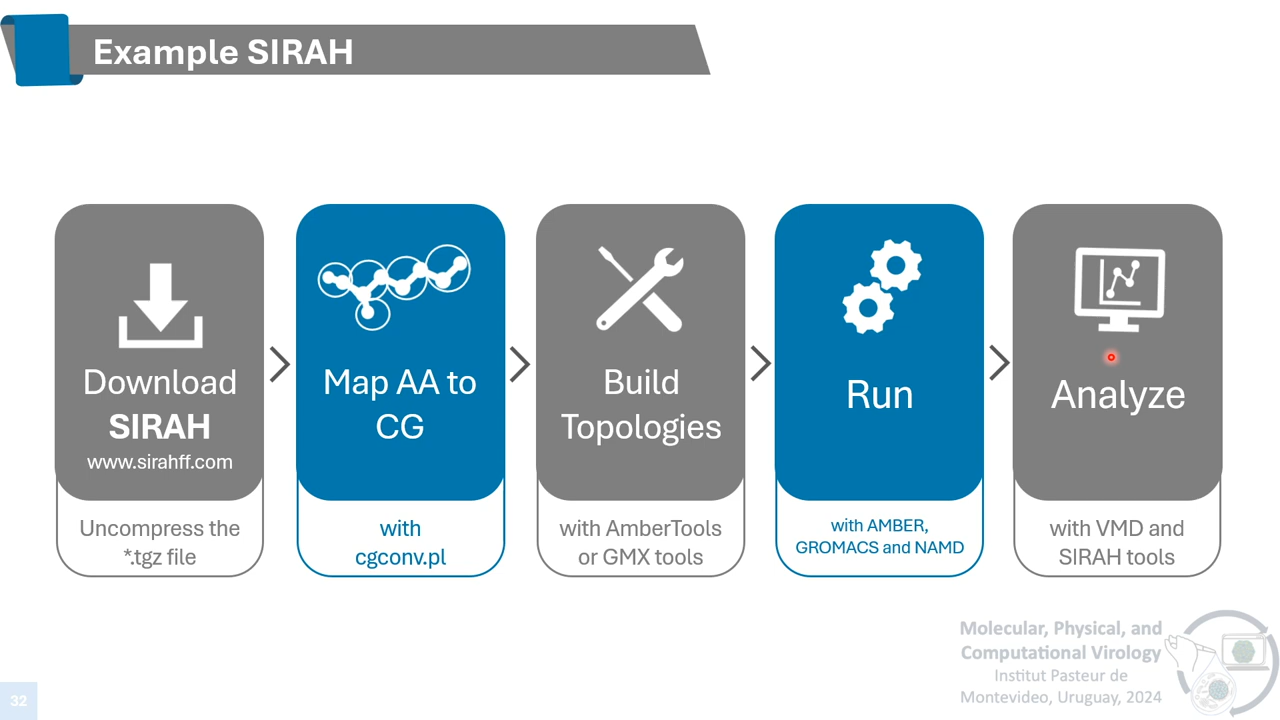 Example SIRAH
Download
SIRAH
www.sirahff.com
Uncompress the
*.tgz file
Map AA to
CG
with
cgconv.pl
Build
Topologies
with AmberTools
or GMX tools
Run
with AMBER,
GROMACS and NAMD
Analyze
with VMD and
SIRAH tools
Molecular, Physical, and
Computational Virology
Institut Pasteur de
Montevideo, Uruguay, 2024
32